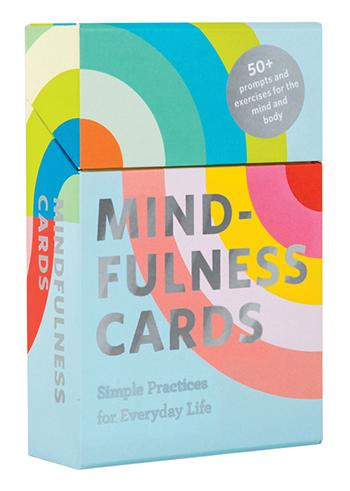 50+
prompts and
exercises for the
mind and
body
MIND-
FULNESS
CARDS
Simple Practices
for Everyday Life
MINDFULNESS
CARDS